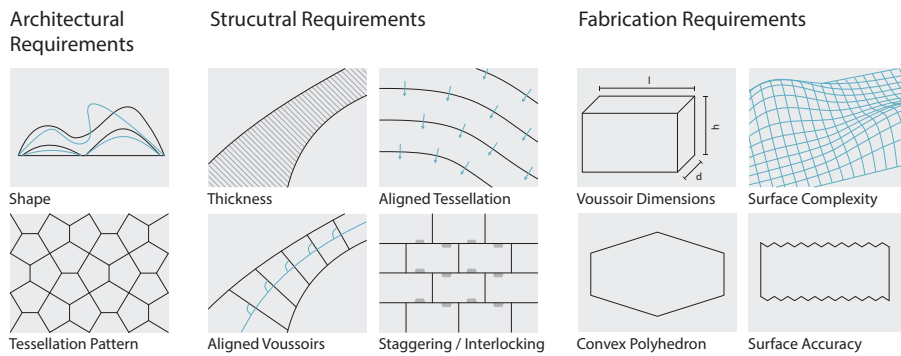 Architectural
Requirements
Strucutral Requirements
Fabrication Requirements
l
h
d
Shape
Thickness
Aligned Tessellation
Voussoir Dimensions
Surface Complexity
Tessellation Pattern
Aligned Voussoirs
Staggering / Interlocking
Convex Polyhedron
Surface Accuracy